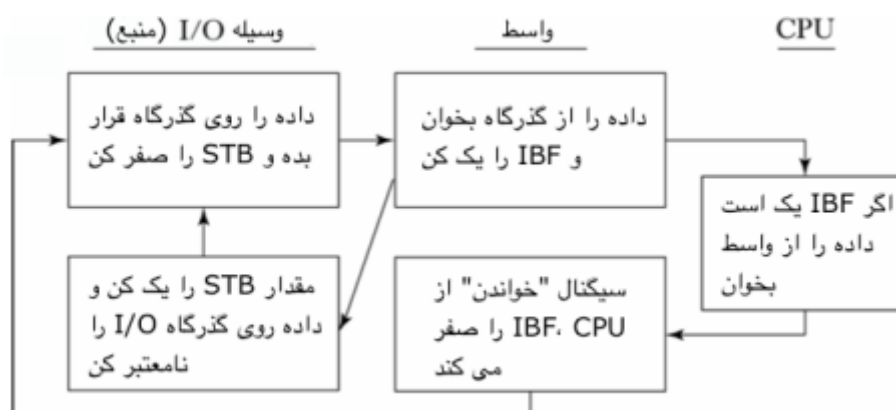 وسیله I/O (منبع)
واسط
CPU
داده را روی گذرگاه قرار
بده و STB را صفر کن
داده را از گذرگاه بخوان
و IBF را یک کن
اگر IBF یک است
داده را از واسط
بخوان
مقدار STB را یک کن و
داده روی گذرگاه I/O را
نامعتبر کن
سیگنال "خواندن" از
CPU، IBF را صفر
می کند